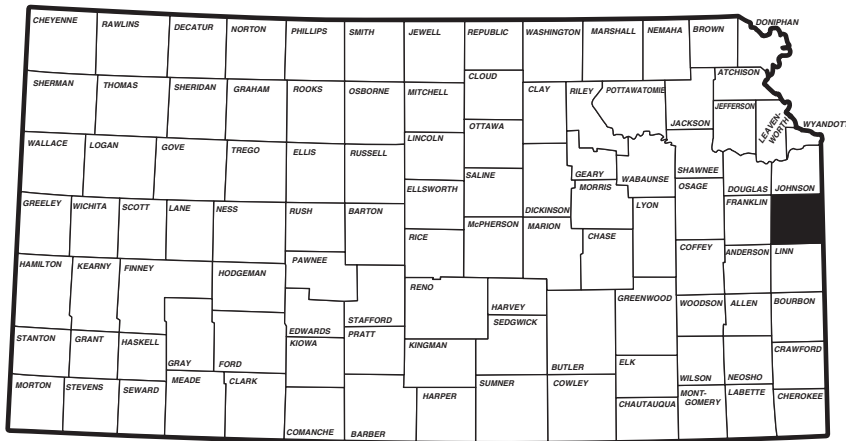 CHEYENNE
RAWLINS
DECATUR
NORTON
PHILLIPS
SMITH
JEWELL
REPUBLIC
WASHINGTON
MARSHALL
NEMAHA
BROWN
DONIPHAN
SHERMAN
THOMAS
SHERIDAN
GRAHAM
ROOKS
OSBORNE
MITCHELL
CLOUD
CLAY
RILEY
POTTAWATOMIE
JACKSON
ATCHISON
JEFFERSON
LEAVEN-
WORTH
WYANDOTT
WALLACE
LOGAN
GOVE
TREGO
ELLIS
RUSSELL
LINCOLN
OTTAWA
SALINE
ELLSWORTH
DICKINSON
GEARY
MORRIS
WABAUNSE
SHAWNEE
OSAGE
DOUGLAS
JOHNSON
GREELEY
WICHITA
SCOTT
LANE
NESS
RUSH
BARTON
RICE
McPHERSON
MARION
CHASE
LYON
FRANKLIN
COFFEY
ANDERSON
LINN
HAMILTON
KEARNY
FINNEY
HODGEMAN
PAWNEE
STAFFORD
RENO
HARVEY
SEDGWICK
BUTLER
GREENWOOD
WOODSON
ALLEN
BOURBON
STANTON
GRANT
HASKELL
GRAY
FORD
EDWARDS
KIOWA
PRATT
KINGMAN
ELK
WILSON
NEOSHO
CRAWFORD
MORTON
STEVENS
SEWARD
MEADE
CLARK
COMANCHE
BARBER
HARPER
SUMNER
COWLEY
CHAUTAUQUA
MONT-
GOMERY
LABETTE
CHEROKEE